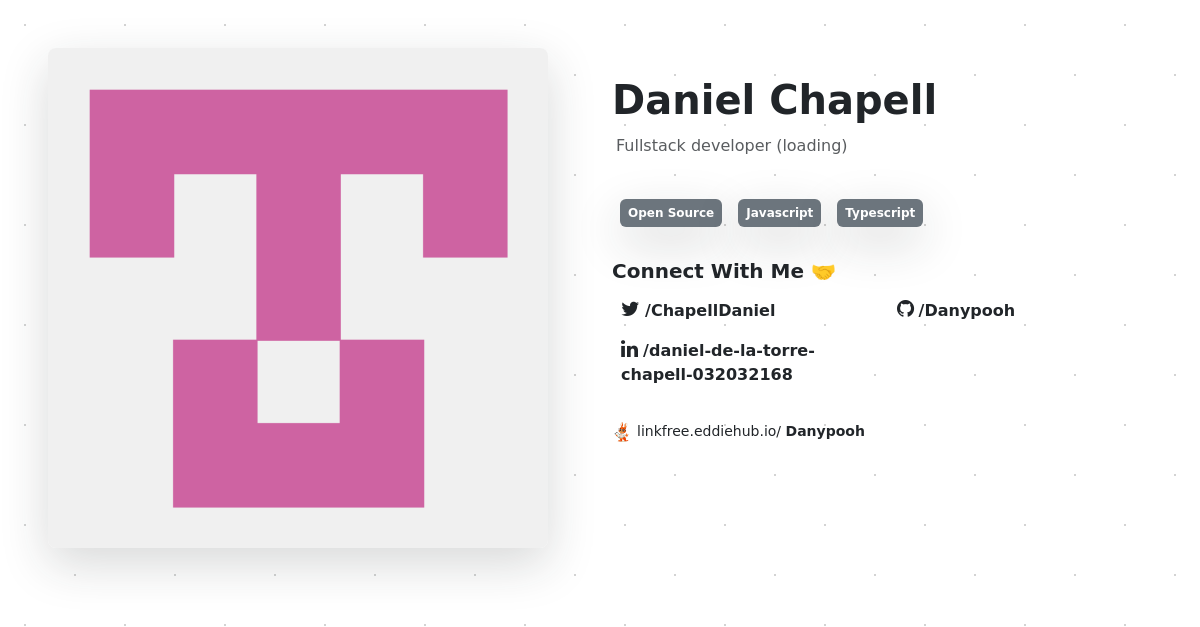 Daniel Chapell
Fullstack developer (loading)
Open Source Javascript Typescript
Connect With Me 🤝
/ChapellDaniel /Danypooh
/daniel-de-la-torre-
chapell-032032168
linkfree.eddiehub.io/ Danypooh